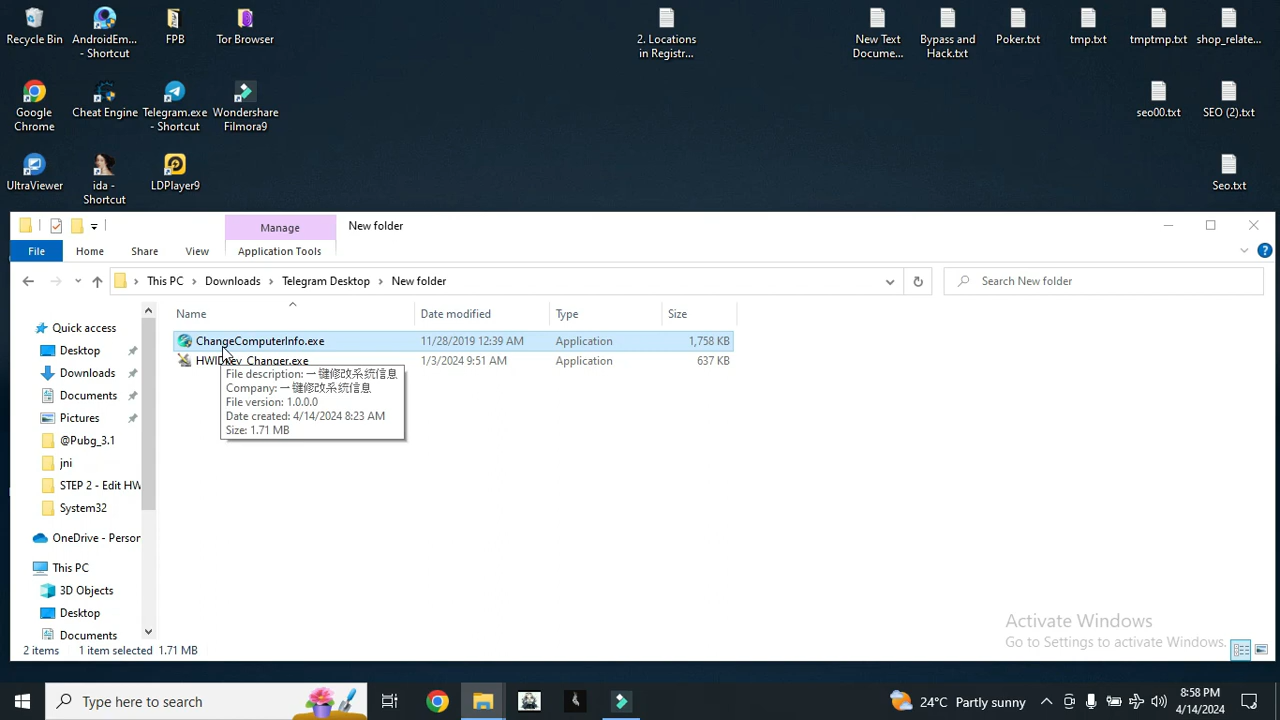 Recycle Bin
AndroidEm...
- Shortcut
FPB
Tor Browser
2. Locations
in Registr...
New Text
Docume...
Bypass and
Hack.txt
Poker.txt
tmp.txt
tmptmp.txt
shop_relate...
Google
Chrome
Cheat Engine
Telegram.exe
- Shortcut
Wondershare
Filmora9
seo00.txt
SEO (2).txt
UltraViewer
ida -
Shortcut
LDPlayer9
Seo.txt
Manage
New folder
File
Home
Share
View
Application Tools
This PC
Downloads
Telegram Desktop
New folder
Search New folder
Name
Date modified
Type
Size
ChangeComputerInfo.exe
11/28/2019 12:39 AM
Application
1,758 KB
HWIDKey_Changer.exe
1/3/2024 9:51 AM
Application
637 KB
File description: 一键修改系统信息
Company: 一键修改系统信息
File version: 1.0.0.0
Date created: 4/14/2024 8:23 AM
Size: 1.71 MB
Quick access
Desktop
Downloads
Documents
Pictures
@Pubg_3.1
jni
STEP 2 - Edit HW
System32
OneDrive - Person
This PC
3D Objects
Desktop
Documents
Activate Windows
Go to Settings to activate Windows.
2 items
1 item selected 1.71 MB
Type here to search
24°C Partly sunny
8:58 PM
4/14/2024